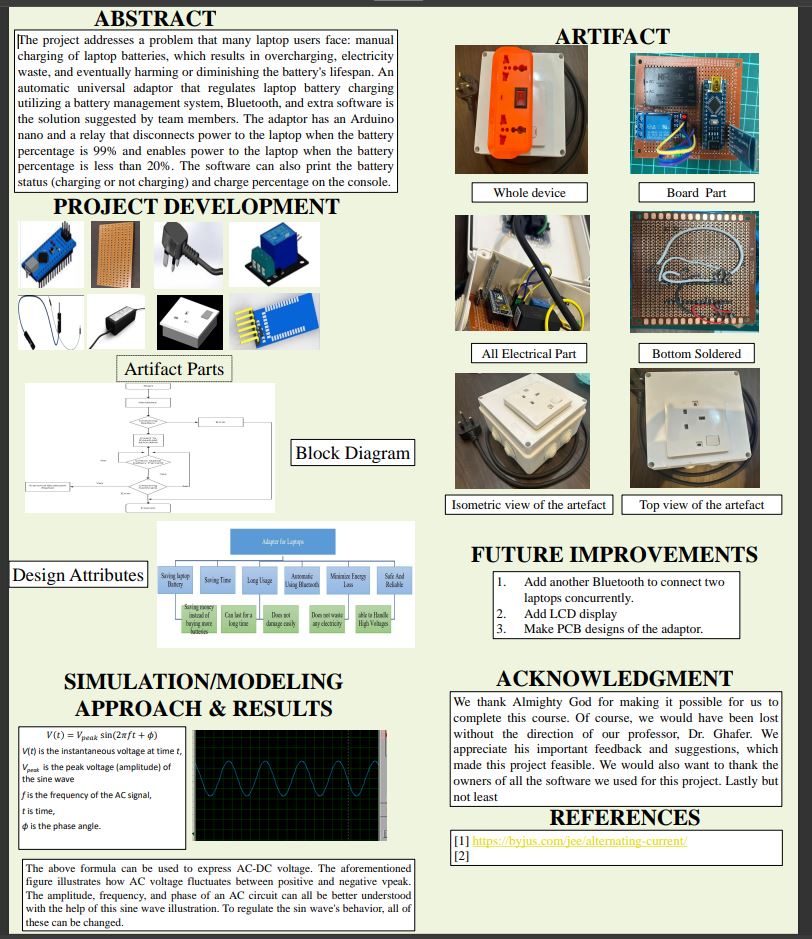 ABSTRACT
The project addresses a problem that many laptop users face: manual
charging of laptop batteries, which results in overcharging, electricity
waste, and eventually harming or diminishing the battery's lifespan. An
automatic universal adaptor that regulates laptop battery charging
utilizing a battery management system, Bluetooth, and extra software is
the solution suggested by team members. The adaptor has an Arduino
nano and a relay that disconnects power to the laptop when the battery
percentage is 99% and enables power to the laptop when the battery
percentage is less than 20%. The software can also print the battery
status (charging or not charging) and charge percentage on the console.
PROJECT DEVELOPMENT
Artifact Parts
Block Diagram
Design Attributes
Adapter for Laptops
Saving laptop
Battery
Saving Time
Long Usage
Automatic
Using Bluetooth
Minimize Energy
Loss
Safe And
Reliable
Saving money
instead of
buying more
batteries
Can last for a
long time
Does not
damage easily
Does not waste
any electricity
able to Handle
High Voltages
SIMULATION/MODELING
APPROACH & RESULTS
V(t) = V_peak sin(2πft + ϕ)
V(t) is the instantaneous voltage at time t,
V_peak is the peak voltage (amplitude) of
the sine wave
f is the frequency of the AC signal,
t is time,
ϕ is the phase angle.
The above formula can be used to express AC-DC voltage. The aforementioned
figure illustrates how AC voltage fluctuates between positive and negative vpeak.
The amplitude, frequency, and phase of an AC circuit can all be better understood
with the help of this sine wave illustration. To regulate the sin wave's behavior, all of
these can be changed.
ARTIFACT
Whole device
Board Part
All Electrical Part
Bottom Soldered
Isometric view of the artefact
Top view of the artefact
FUTURE IMPROVEMENTS
1. Add another Bluetooth to connect two
laptops concurrently.
2. Add LCD display
3. Make PCB designs of the adaptor.
ACKNOWLEDGMENT
We thank Almighty God for making it possible for us to
complete this course. Of course, we would have been lost
without the direction of our professor, Dr. Ghafer. We
appreciate his important feedback and suggestions, which
made this project feasible. We would also want to thank the
owners of all the software we used for this project. Lastly but
not least
REFERENCES
[1] https://byjus.com/jee/alternating-current/
[2]